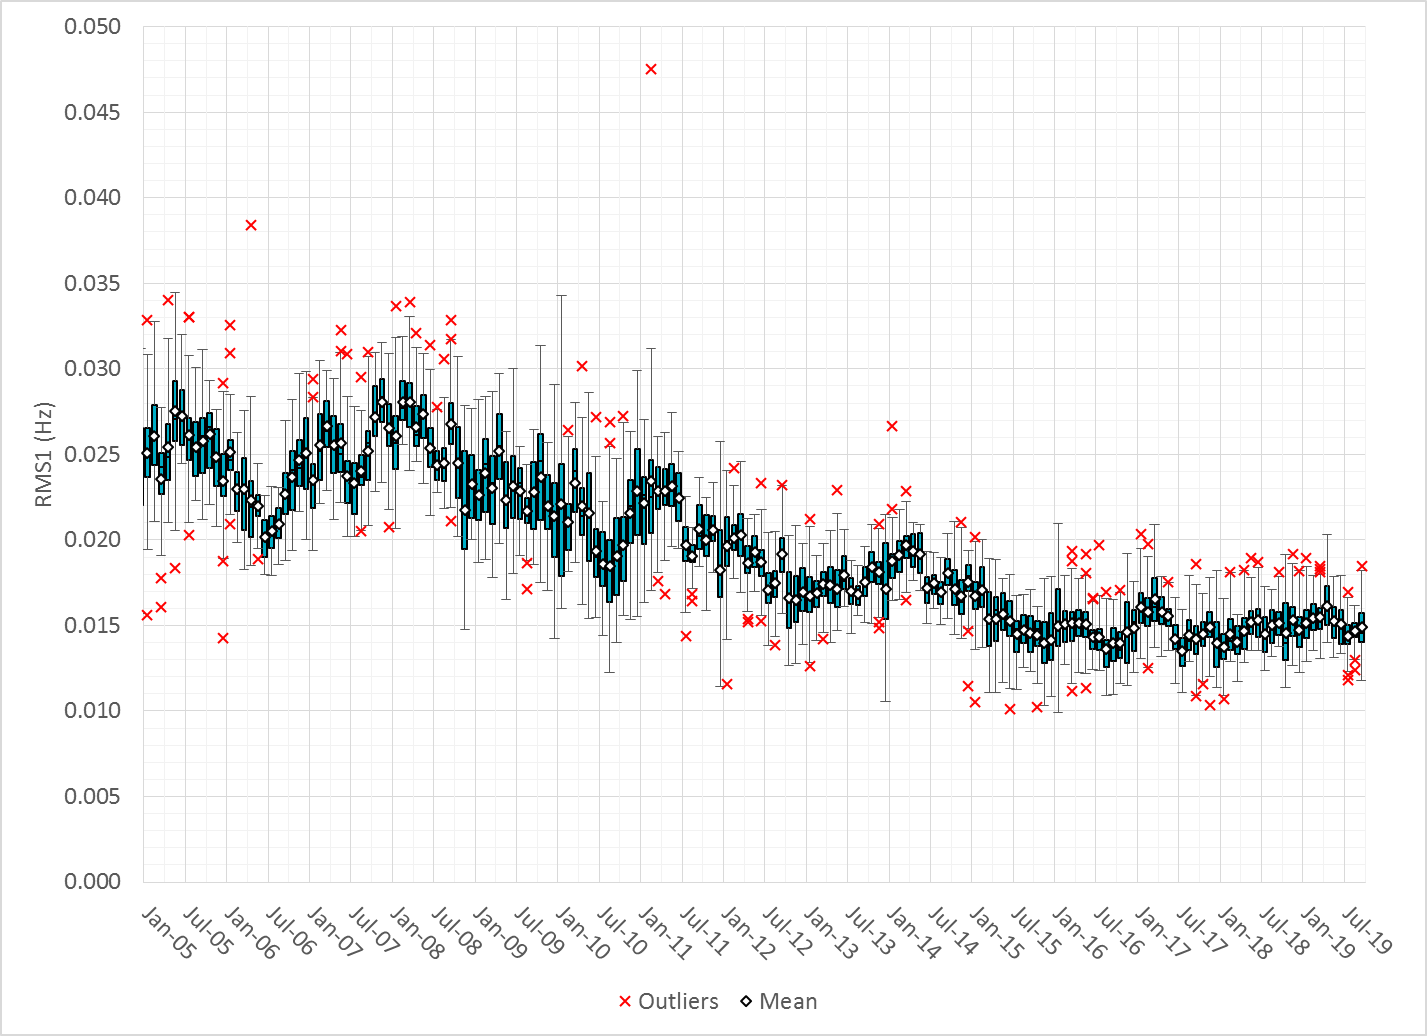 0.050
0.045
0.040
0.035
0.030
0.025
0.020
0.015
0.010
0.005
0.000
RMS1 (Hz)
Jan-05
Jul-05
Jan-06
Jul-06
Jan-07
Jul-07
Jan-08
Jul-08
Jan-09
Jul-09
Jan-10
Jul-10
Jan-11
Jul-11
Jan-12
Jul-12
Jan-13
Jul-13
Jan-14
Jul-14
Jan-15
Jul-15
Jan-16
Jul-16
Jan-17
Jul-17
Jan-18
Jul-18
Jan-19
Jul-19
Outliers Mean